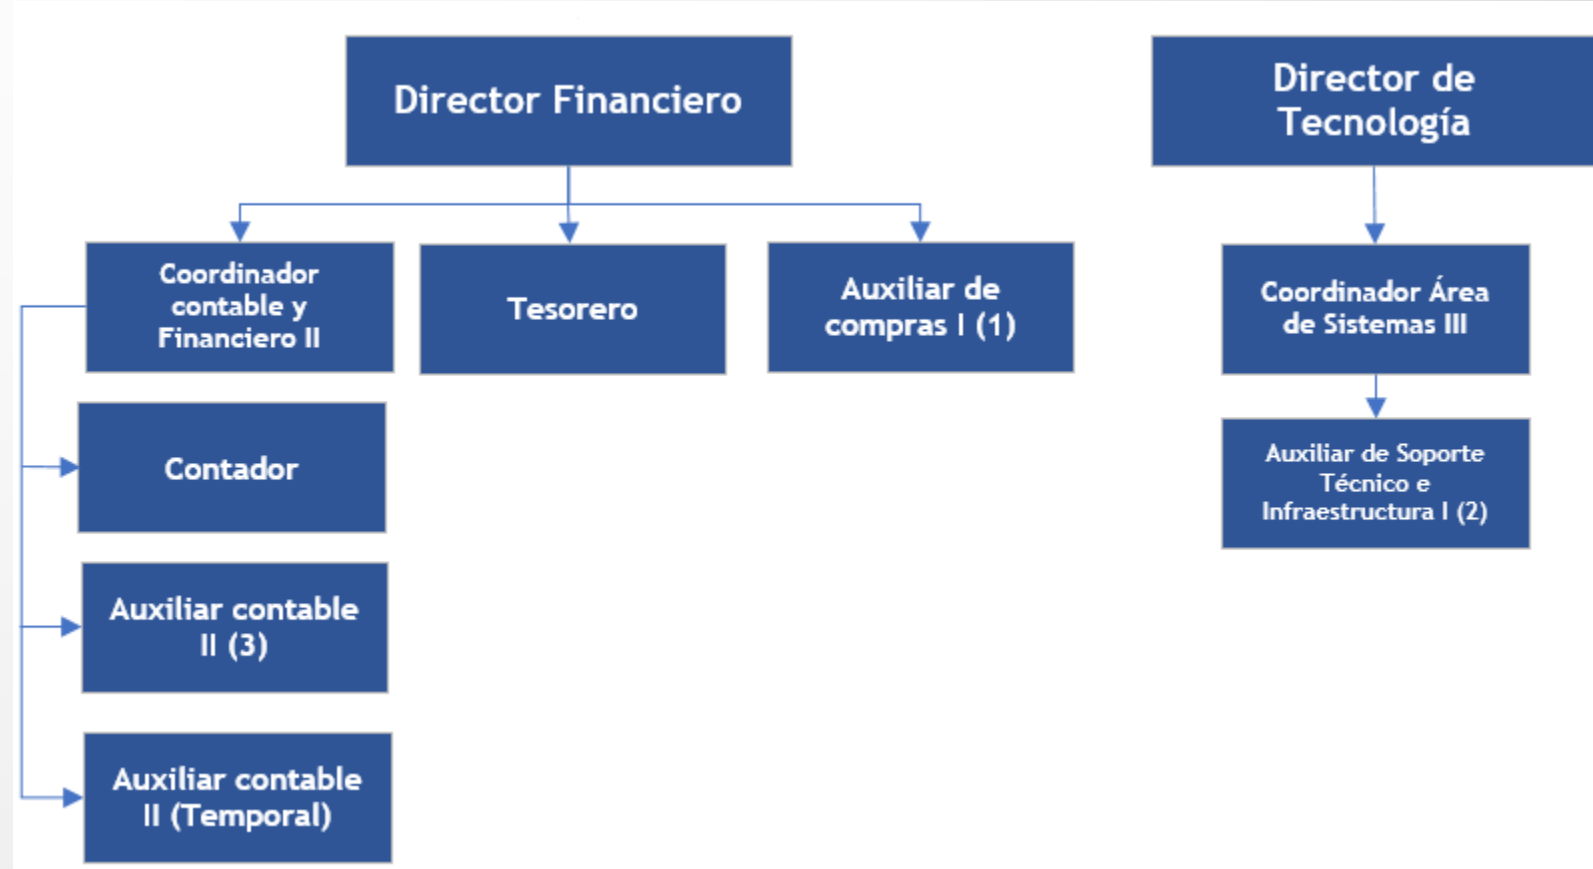 Director Financiero
Director de
Tecnología
Coordinador
contable y
Financiero II
Tesorero
Auxiliar de
compras I (1)
Coordinador Área
de Sistemas III
Contador
Auxiliar de Soporte
Técnico e
Infraestructura I (2)
Auxiliar contable
II (3)
Auxiliar contable
II (Temporal)